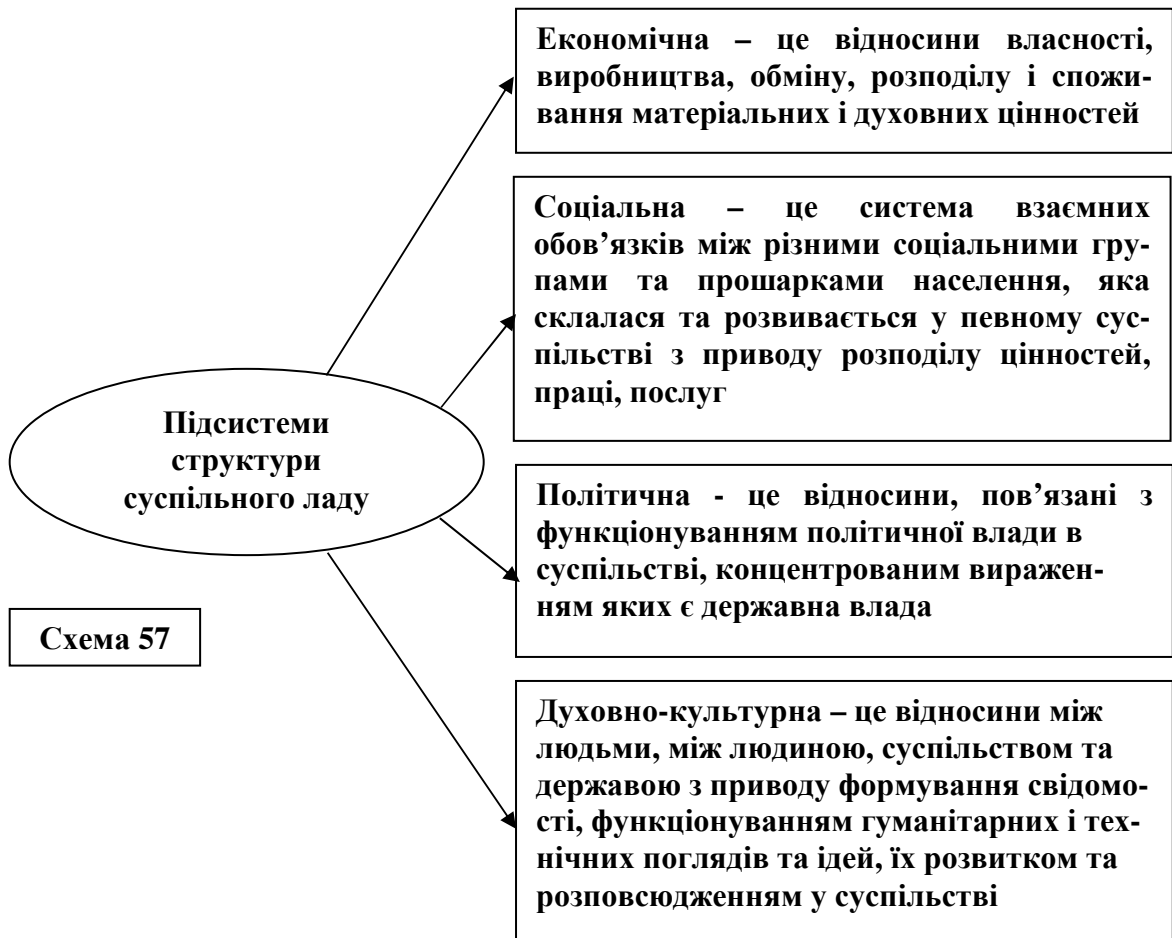 Економічна – це відносини власності,
виробництва, обміну, розподілу і спожи-
вання матеріальних і духовних цінностей
Соціальна – це система взаємних
обов’язків між різними соціальними гру-
пами та прошарками населення, яка
склалася та розвивається у певному сус-
пільстві з приводу розподілу цінностей,
праці, послуг
Підсистеми
структури
суспільного ладу
Політична - це відносини, пов’язані з
функціонуванням політичної влади в
суспільстві, концентрованим виражен-
ням яких є державна влада
Схема 57
Духовно-культурна – це відносини між
людьми, між людиною, суспільством та
державою з приводу формування свідомо-
сті, функціонуванням гуманітарних і тех-
нічних поглядів та ідей, їх розвитком та
розповсюдженням у суспільстві